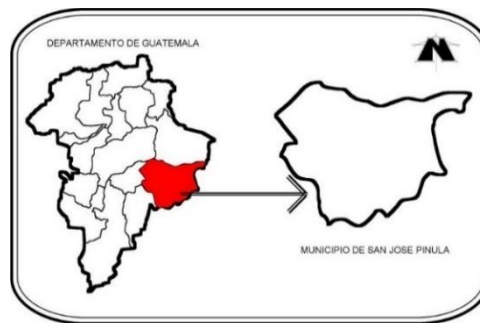 DEPARTAMENTO DE GUATEMALA
N
MUNICIPIO DE SAN JOSE PINULA